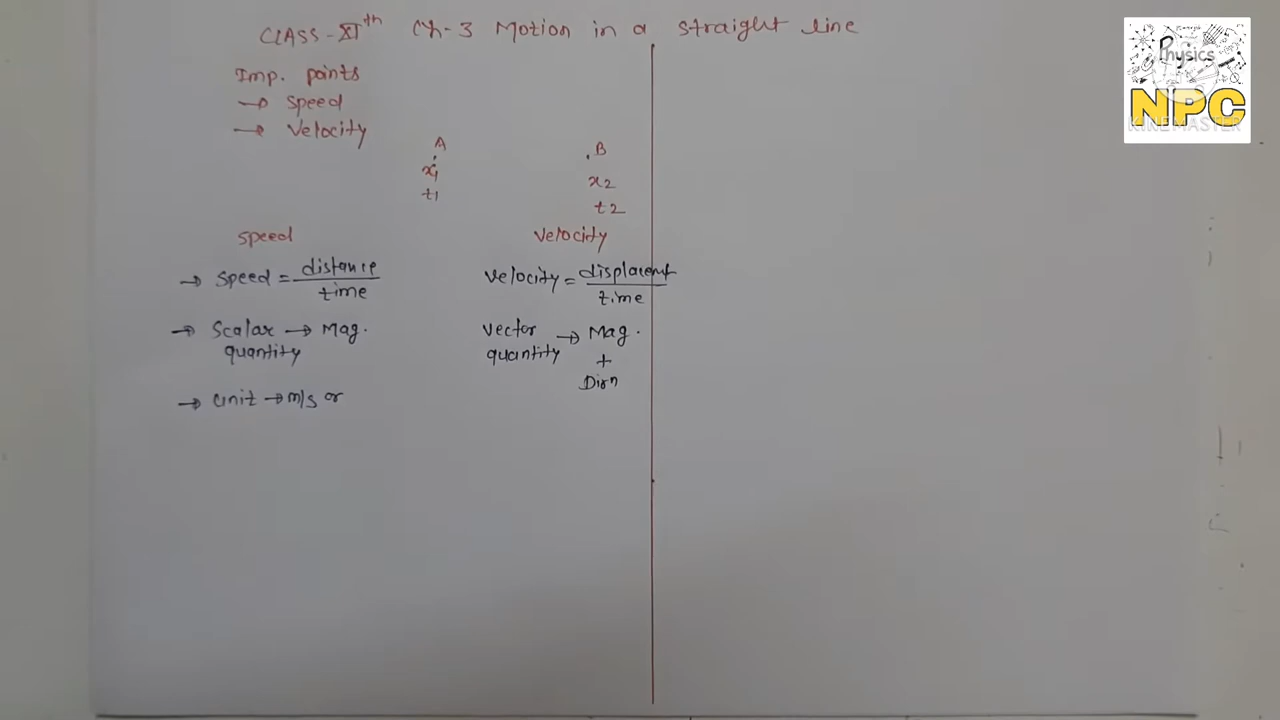 CLASS-XIth Ch-3 Motion in a straight line
Physics
NPC
KINEMASTER
Imp. points
→ Speed
→ Velocity
A B
x1 x2
t1 t2
speed velocity
→ Speed = distance / time
velocity = displacement / time
→ Scalar quantity → Mag.
vector quantity → Mag. + Dirn
→ Unit → m/s or